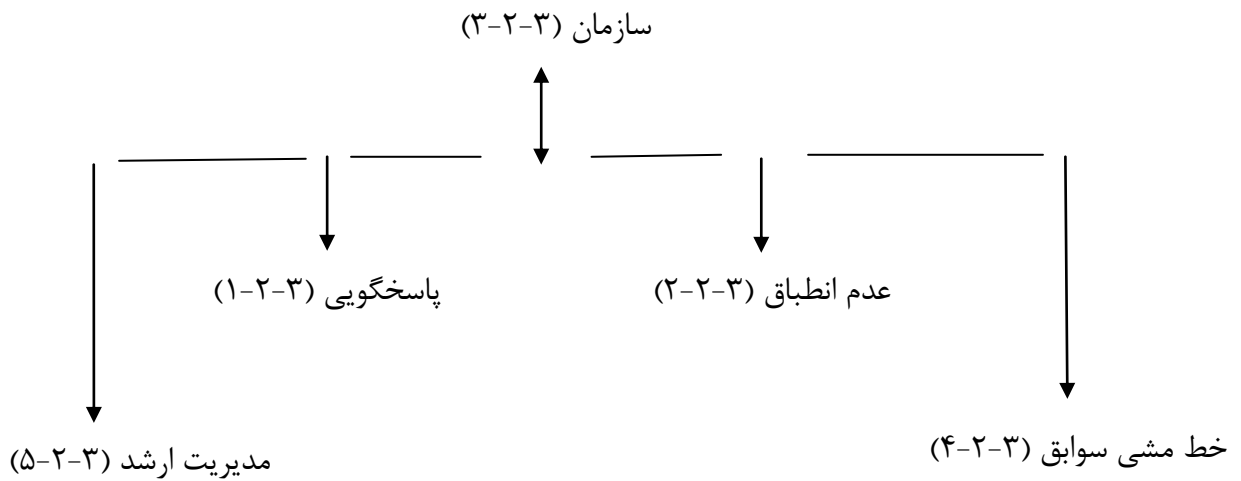 سازمان (۳-۲-۳)
عدم انطباق (۳-۲-۲)
پاسخگویی (۳-۲-۱)
خط مشی سوابق (۳-۲-۴)
مدیریت ارشد (۳-۲-۵)